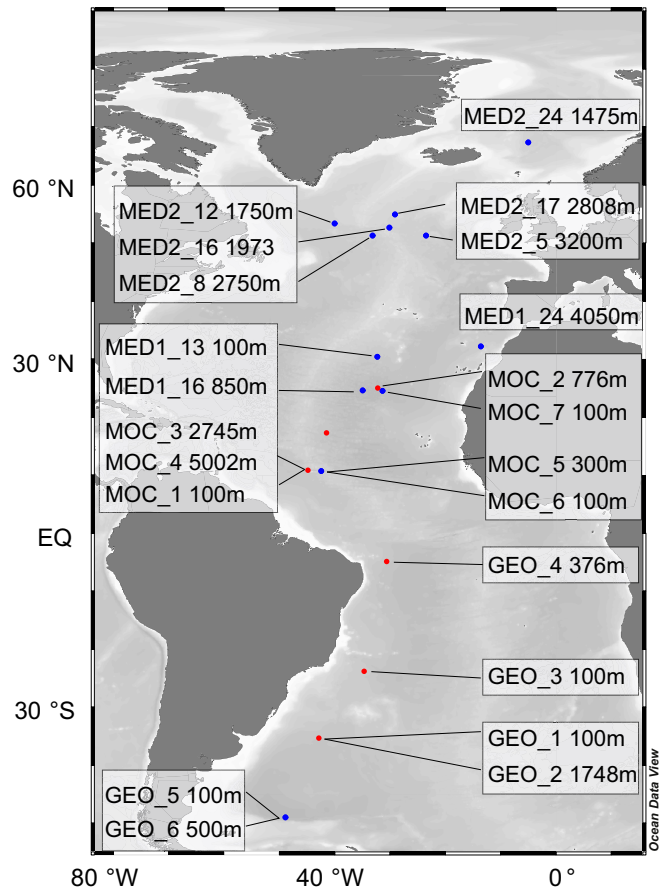 MED2_24 1475m
60 °N
MED2_12 1750m
MED2_16 1973
MED2_8 2750m
MED2_17 2808m
MED2_5 3200m
MED1_24 4050m
30 °N
MED1_13 100m
MED1_16 850m
MOC_3 2745m
MOC_4 5002m
MOC_1 100m
MOC_2 776m
MOC_7 100m
MOC_5 300m
MOC_6 100m
EQ
GEO_4 376m
GEO_3 100m
30 °S
GEO_1 100m
GEO_2 1748m
GEO_5 100m
GEO_6 500m
Ocean Data View
80 °W
40 °W
0 °